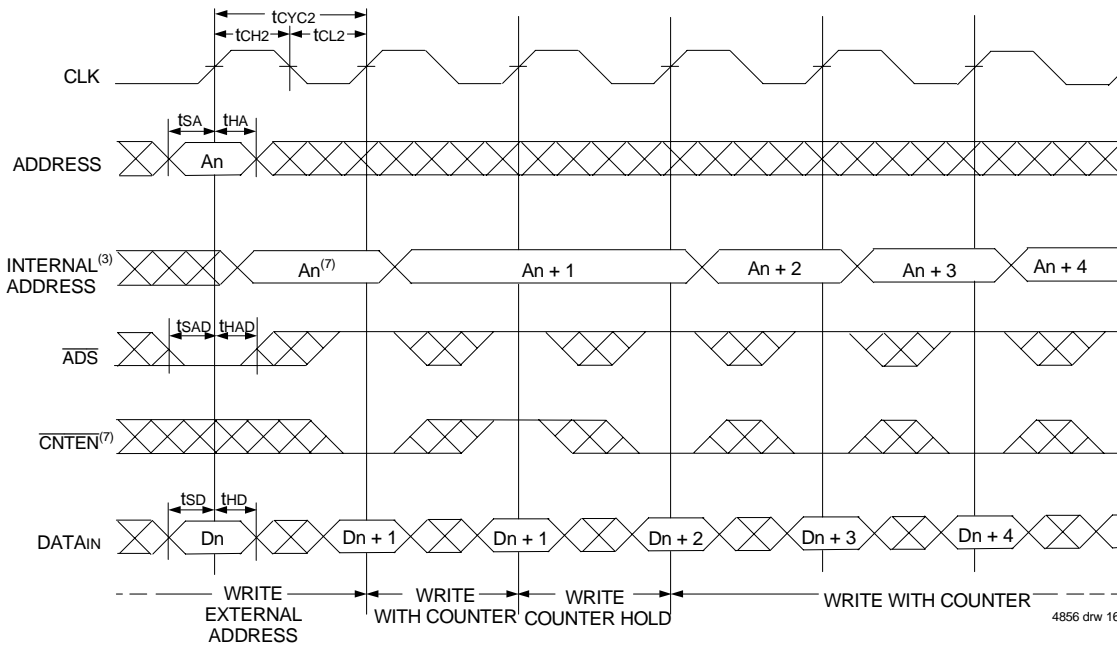 tCYC2
tCH2 tCL2
CLK
tSA tHA
ADDRESS An
INTERNAL(3) ADDRESS An(7) An + 1 An + 2 An + 3 An + 4
tSAD tHAD
ADS
CNTEN(7)
tSD tHD
DATAIN Dn Dn + 1 Dn + 1 Dn + 2 Dn + 3 Dn + 4
WRITE EXTERNAL ADDRESS
WRITE WITH COUNTER
WRITE COUNTER HOLD
WRITE WITH COUNTER
4856 drw 16